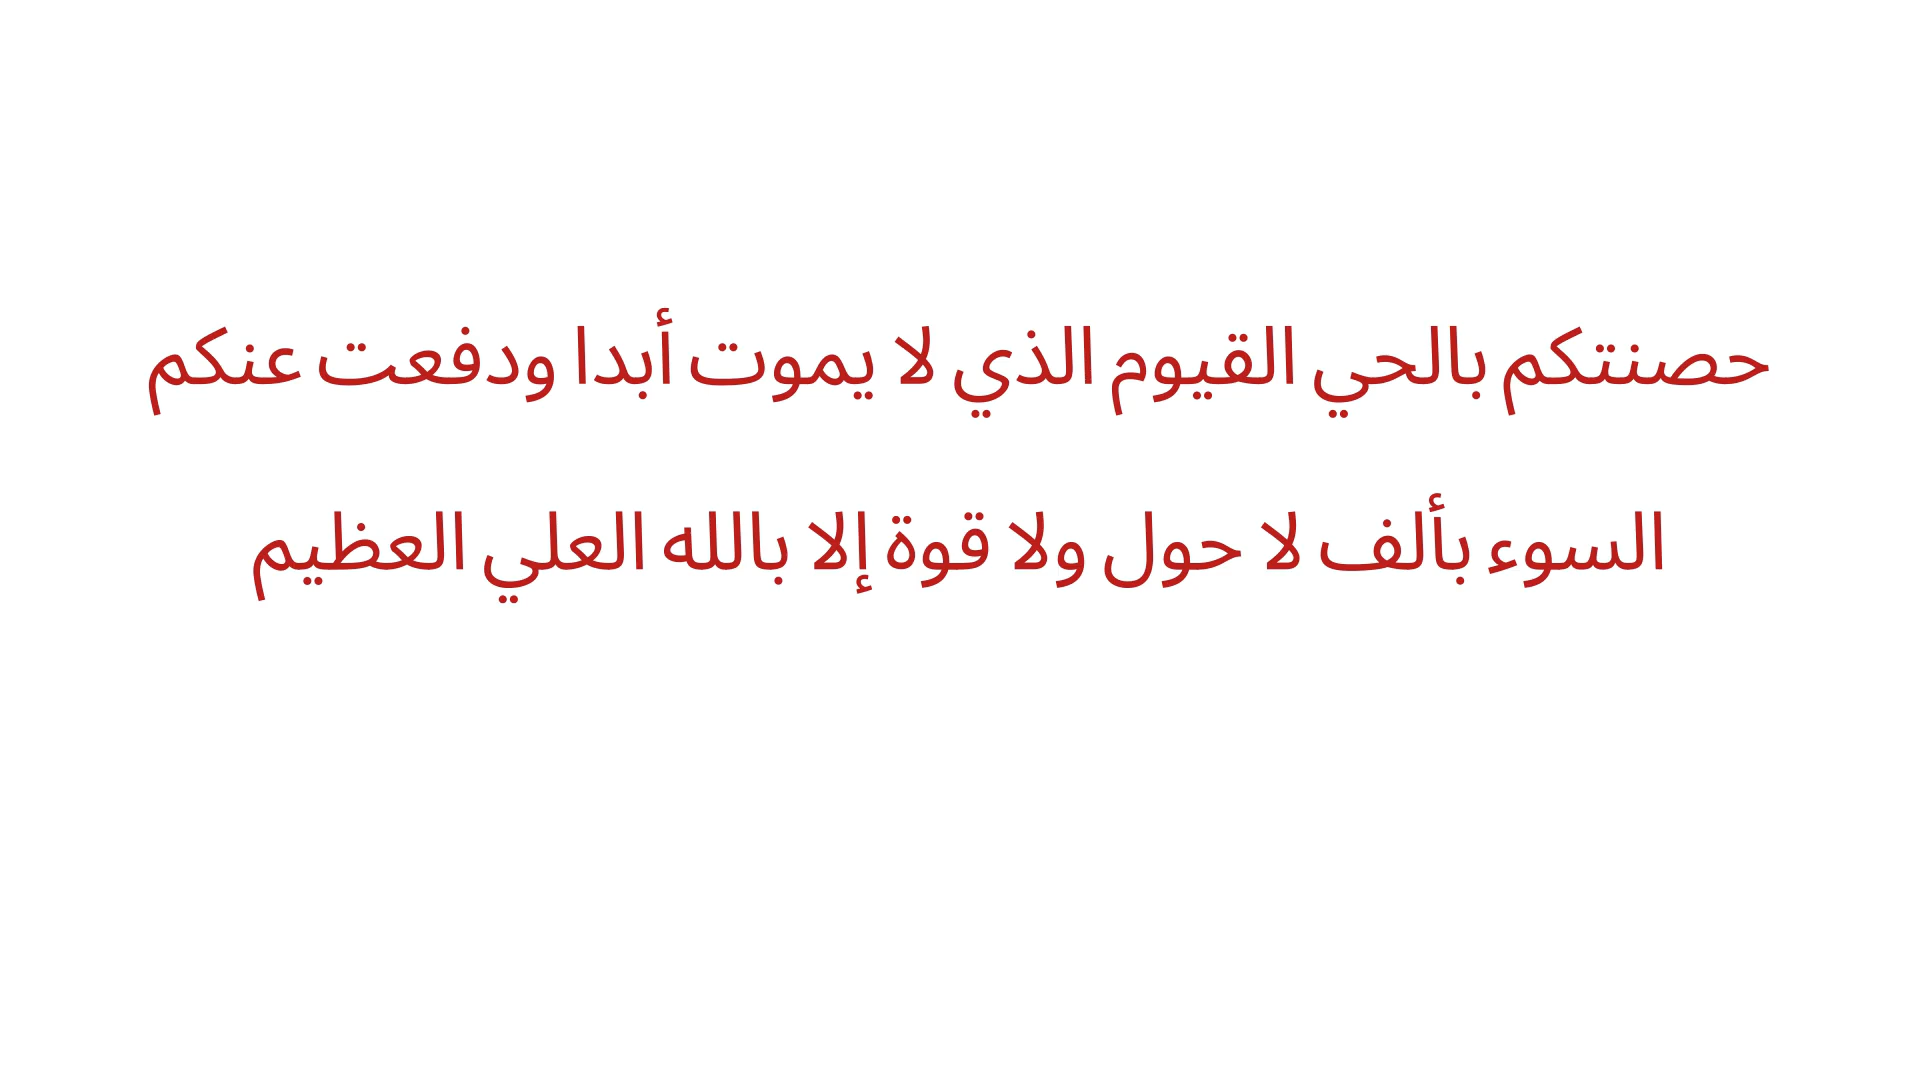 حصنتكم بالحي القيوم الذي لا يموت أبدا ودفعت عنكم
السوء بألف لا حول ولا قوة إلا بالله العلي العظيم